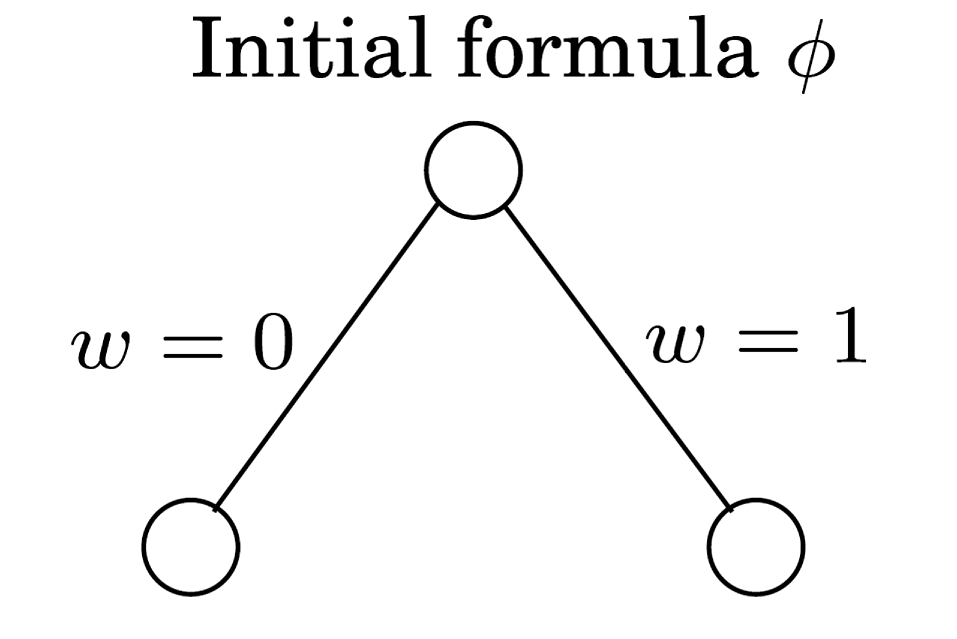 Initial formula ϕ
w = 0
w = 1